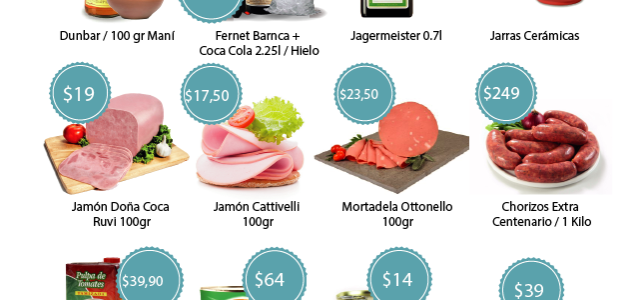 Dunbar / 100 gr Maní
Fernet Barnca +
Coca Cola 2.25l / Hielo
Jagermeister 0.7l
Jarras Cerámicas
$19
$17,50
$23,50
$249
Jamón Doña Coca
Ruvi 100gr
Jamón Cattivelli
100gr
Mortadela Ottonello
100gr
Chorizos Extra
Centenario / 1 Kilo
Pulpa de
Tomates
$39,90
$64
$14
$39